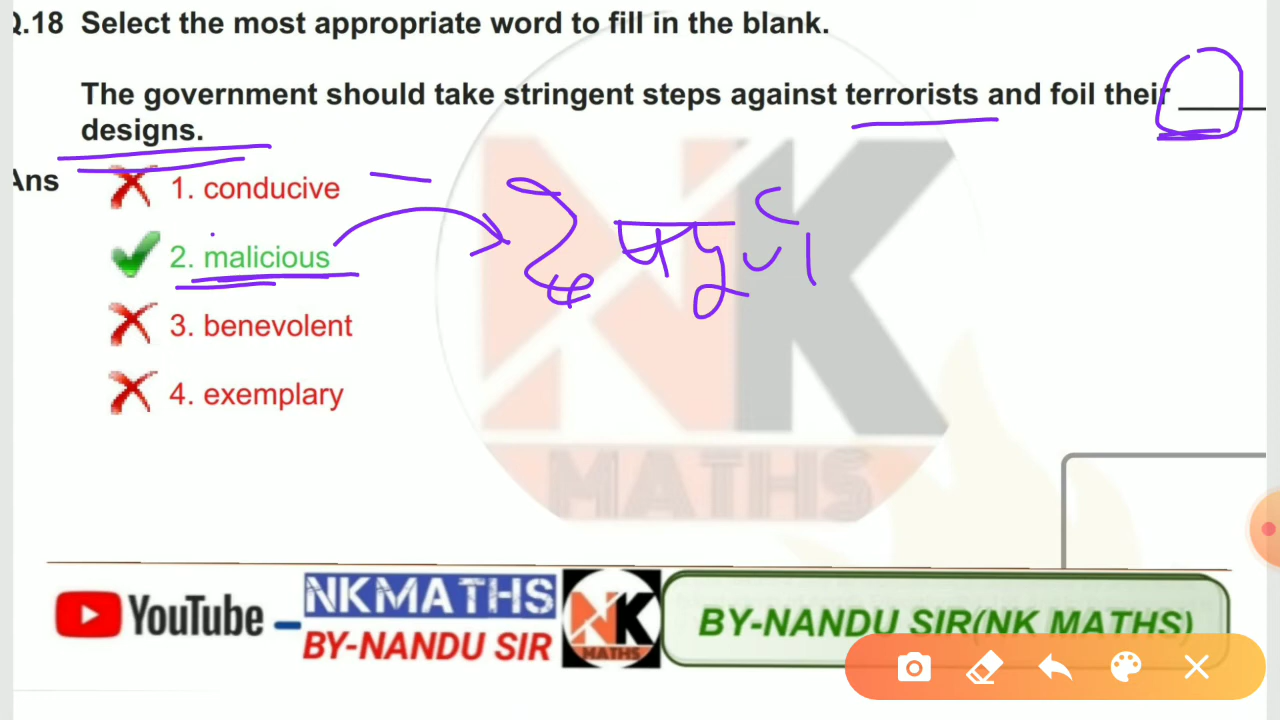 Q.18 Select the most appropriate word to fill in the blank.
The government should take stringent steps against terrorists and foil their ______
designs.
Ans
1. conducive
2. malicious
3. benevolent
4. exemplary
NK
MATHS
YouTube – NKMATHS
BY-NANDU SIR
NK
MATHS
BY-NANDU SIR(NK MATHS)